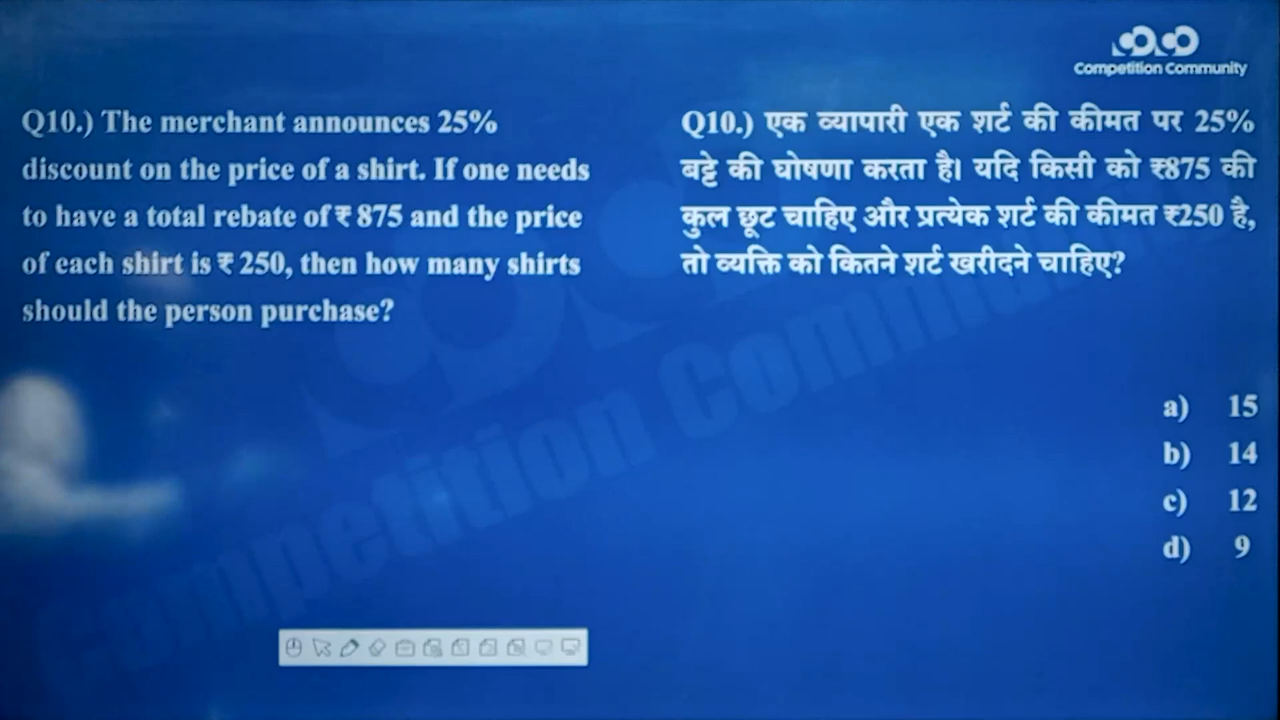 Competition Community
Q10.) The merchant announces 25%
discount on the price of a shirt. If one needs
to have a total rebate of ₹ 875 and the price
of each shirt is ₹ 250, then how many shirts
should the person purchase?
Q10.) एक व्यापारी एक शर्ट की कीमत पर 25%
बट्टे की घोषणा करता है। यदि किसी को ₹875 की
कुल छूट चाहिए और प्रत्येक शर्ट की कीमत ₹250 है,
तो व्यक्ति को कितने शर्ट खरीदने चाहिए?
a) 15
b) 14
c) 12
d) 9
Competition Community